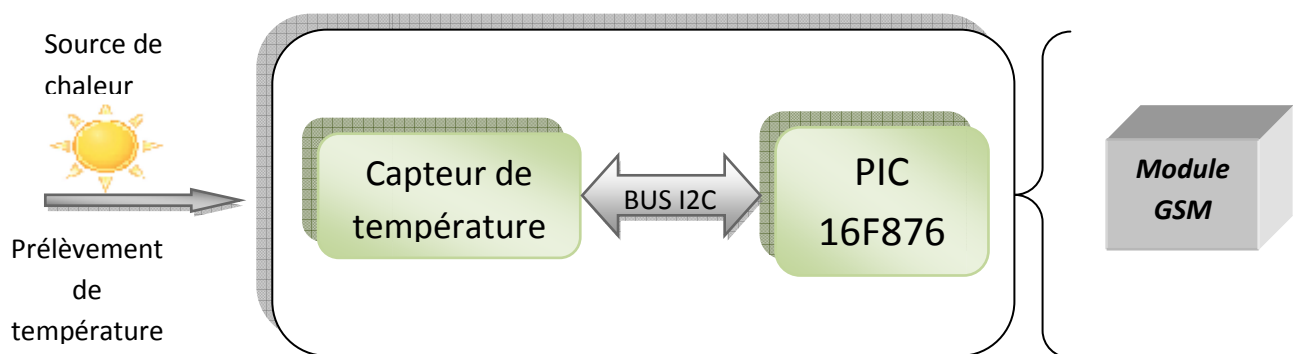 Source de
chaleur
Prélèvement
de
température
Capteur de
température
BUS I2C
PIC
16F876
Module
GSM